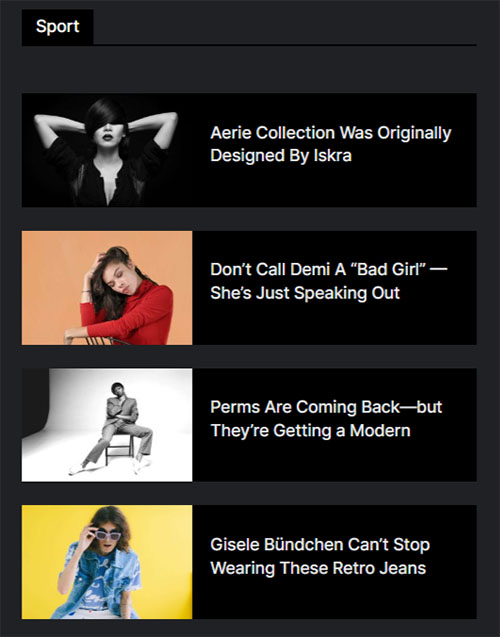 Sport
Aerie Collection Was Originally
Designed By Iskra
Don’t Call Demi A “Bad Girl” —
She’s Just Speaking Out
Perms Are Coming Back—but
They’re Getting a Modern
Gisele Bündchen Can’t Stop
Wearing These Retro Jeans